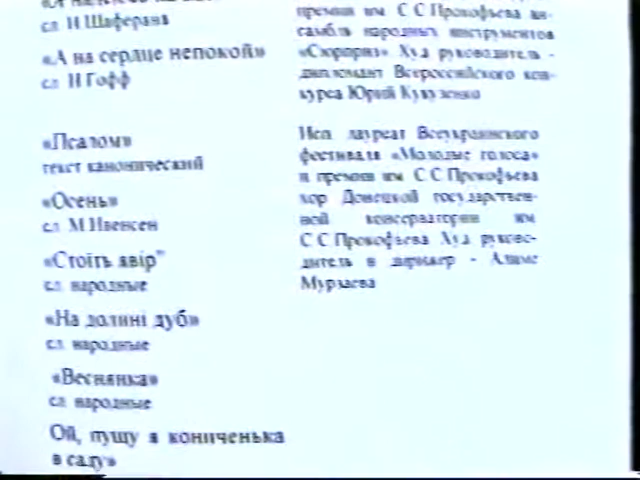 сл Н Шаферана
«А на сердце непокой»
сл И Гофф
«Псалом»
текст канонический
«Осень»
сл М Ивенсен
«Стоїть явір"
сл народные
«На долині дуб»
сл народные
«Веснянка»
сл народные
Ой, пущу я кониченька
в саду»
премии им С С Прокофьева ан-
самбль народных инструментов
«Сюрприз» Худ руководитель -
дипломант Всероссийского кон-
курса Юрий
Исп лауреат Всеукраинского
фестиваля «Молодые голоса»
и премии им С С Прокофьева
хор Донецкой государствен-
ной консерватории им
С С Прокофьева Худ руково-
дитель и дирижер - Алиме
Мурзаева